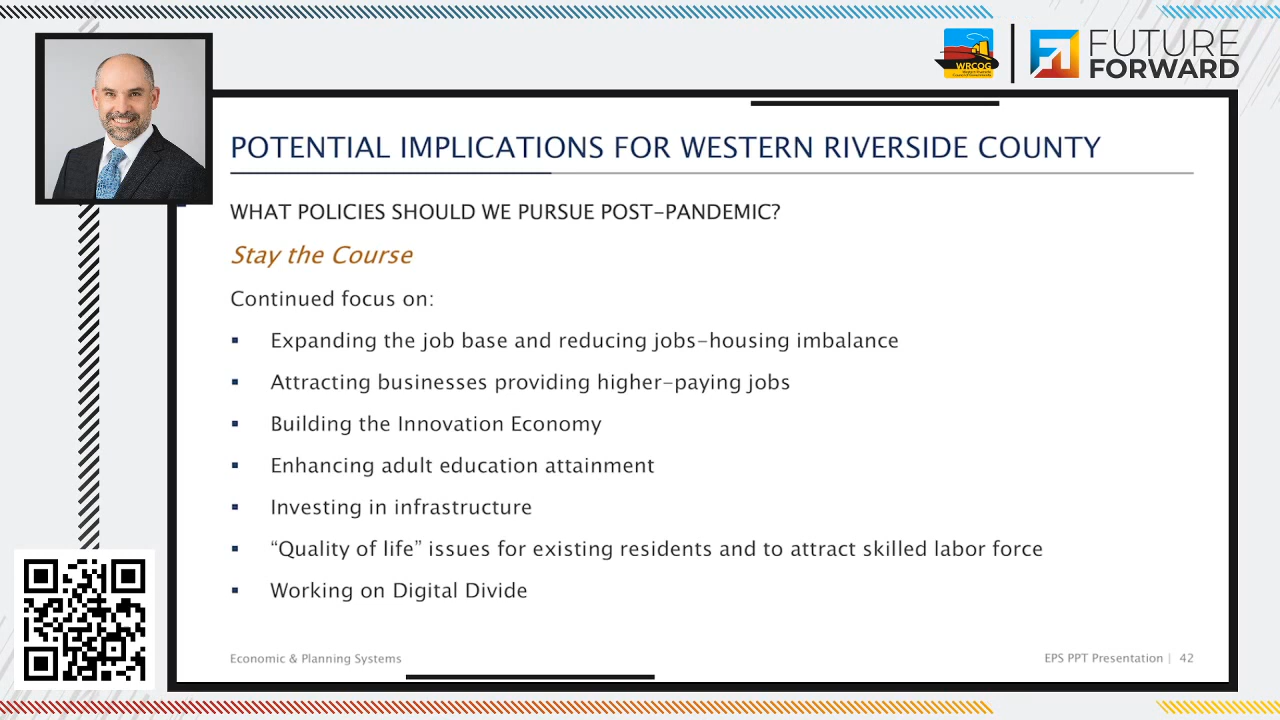 WRCOG
FUTURE
FORWARD
POTENTIAL IMPLICATIONS FOR WESTERN RIVERSIDE COUNTY
WHAT POLICIES SHOULD WE PURSUE POST-PANDEMIC?
Stay the Course
Continued focus on:
▪ Expanding the job base and reducing jobs-housing imbalance
▪ Attracting businesses providing higher-paying jobs
▪ Building the Innovation Economy
▪ Enhancing adult education attainment
▪ Investing in infrastructure
▪ “Quality of life” issues for existing residents and to attract skilled labor force
▪ Working on Digital Divide
Economic & Planning Systems
EPS PPT Presentation | 42